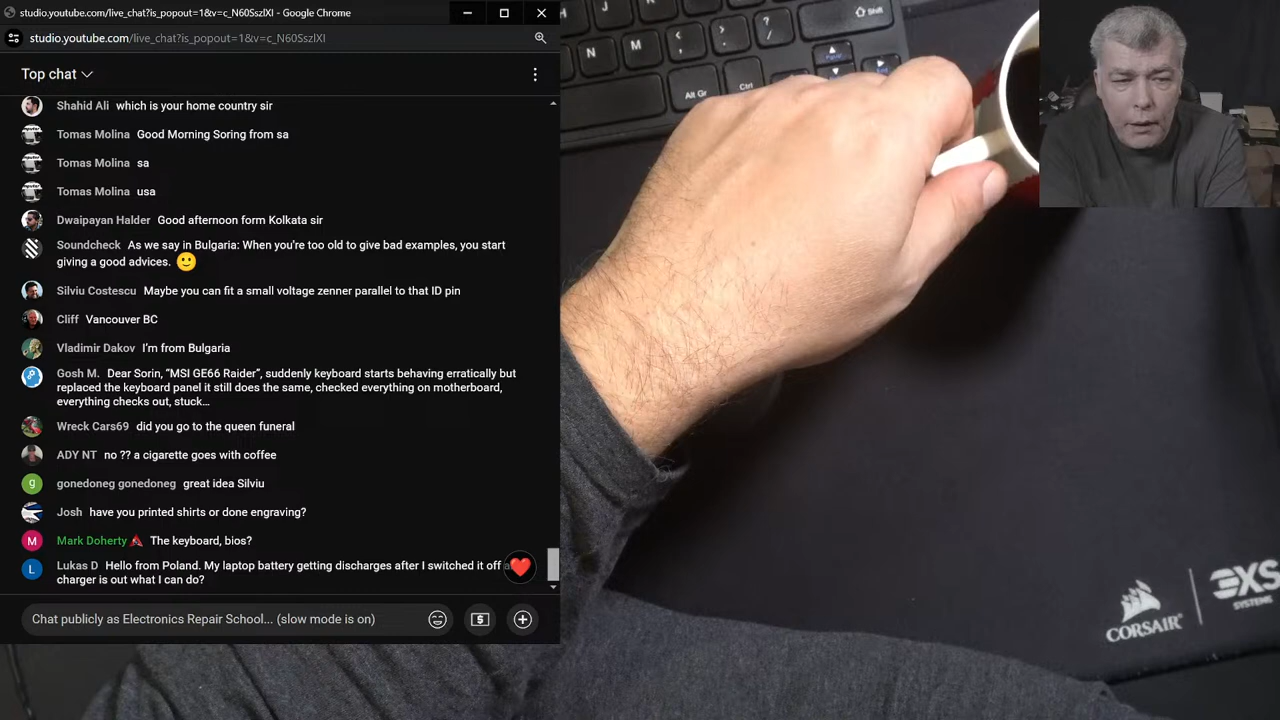 studio.youtube.com/live_chat?is_popout=1&v=c_N60SszlXI - Google Chrome
studio.youtube.com/live_chat?is_popout=1&v=c_N60SszlXI
Top chat
Shahid Ali which is your home country sir
Tomas Molina Good Morning Soring from sa
Tomas Molina sa
Tomas Molina usa
Dwaipayan Halder Good afternoon form Kolkata sir
Soundcheck As we say in Bulgaria: When you're too old to give bad examples, you start
giving a good advices. 🙂
Silviu Costescu Maybe you can fit a small voltage zenner parallel to that ID pin
Cliff Vancouver BC
Vladimir Dakov I'm from Bulgaria
Gosh M. Dear Sorin, "MSI GE66 Raider", suddenly keyboard starts behaving erratically but
replaced the keyboard panel it still does the same, checked everything on motherboard,
everything checks out, stuck...
Wreck Cars69 did you go to the queen funeral
ADY NT no ?? a cigarette goes with coffee
g
gonedoneg gonedoneg great idea Silviu
Josh have you printed shirts or done engraving?
M
Mark Doherty The keyboard, bios?
L
Lukas D Hello from Poland. My laptop battery getting discharges after I switched it off
charger is out what I can do?
Chat publicly as Electronics Repair School... (slow mode is on)
N
M
<
>
?
/
Shift
Alt Gr
Ctrl
CORSAIR
EXS
SYSTEMS